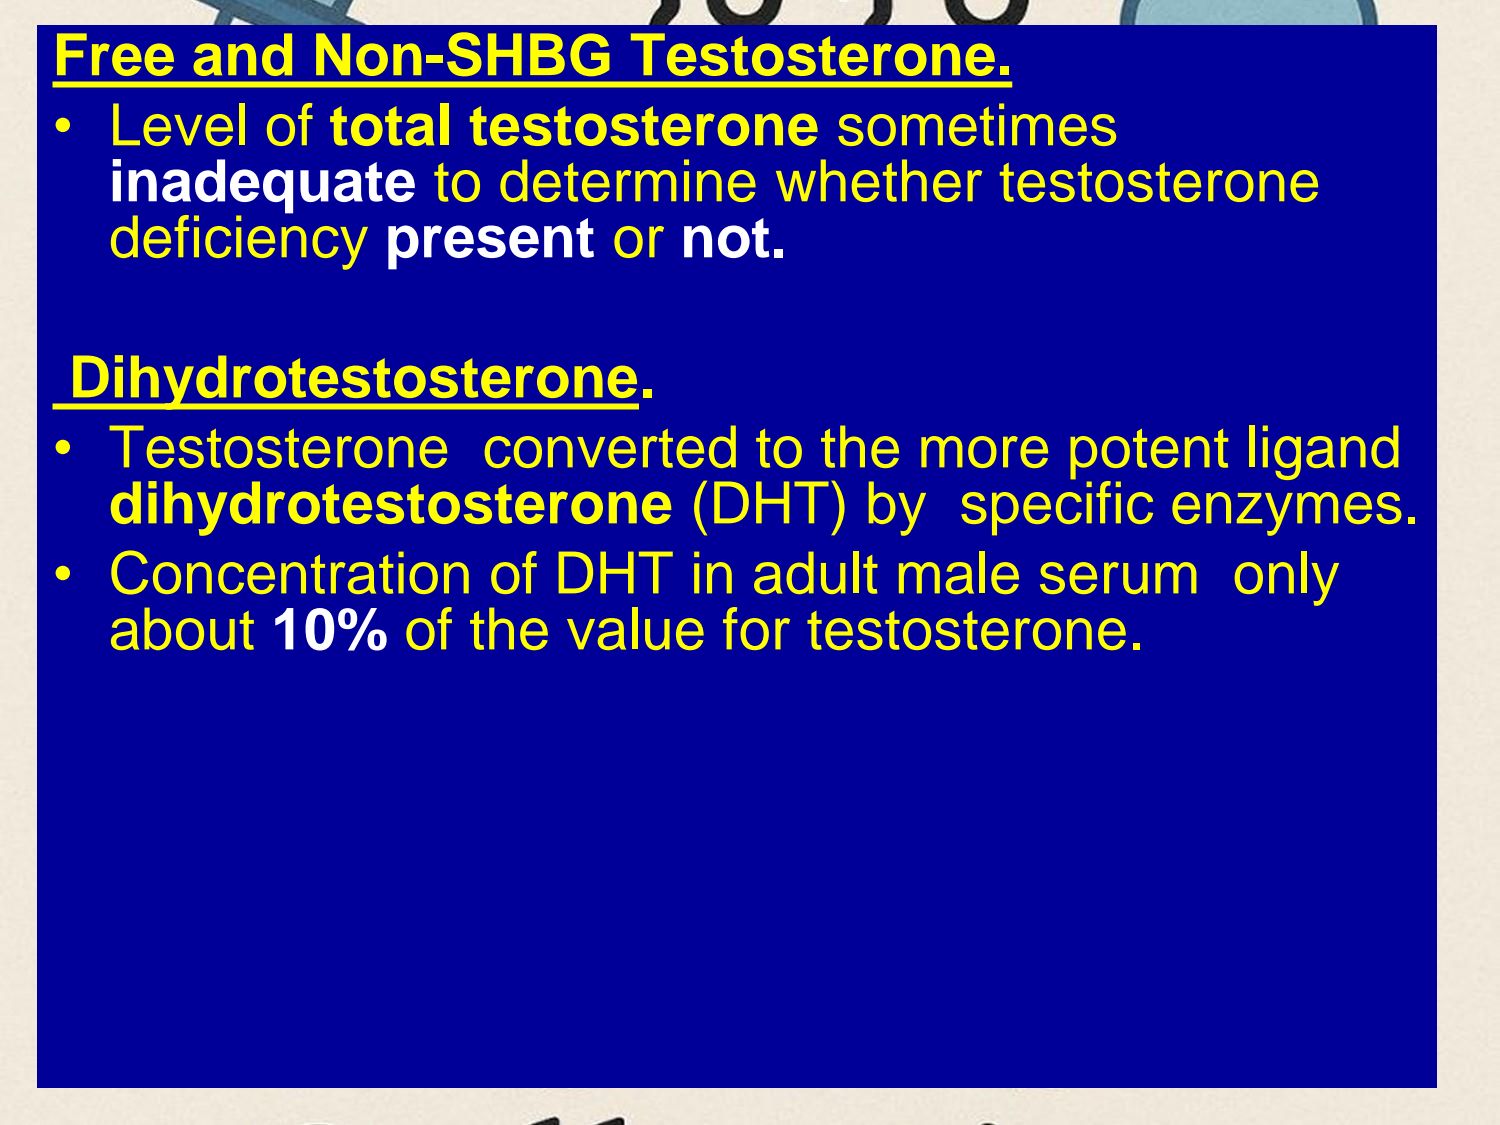 Free and Non-SHBG Testosterone.
• Level of total testosterone sometimes
inadequate to determine whether testosterone
deficiency present or not.
Dihydrotestosterone.
• Testosterone converted to the more potent ligand
dihydrotestosterone (DHT) by specific enzymes.
• Concentration of DHT in adult male serum only
about 10% of the value for testosterone.